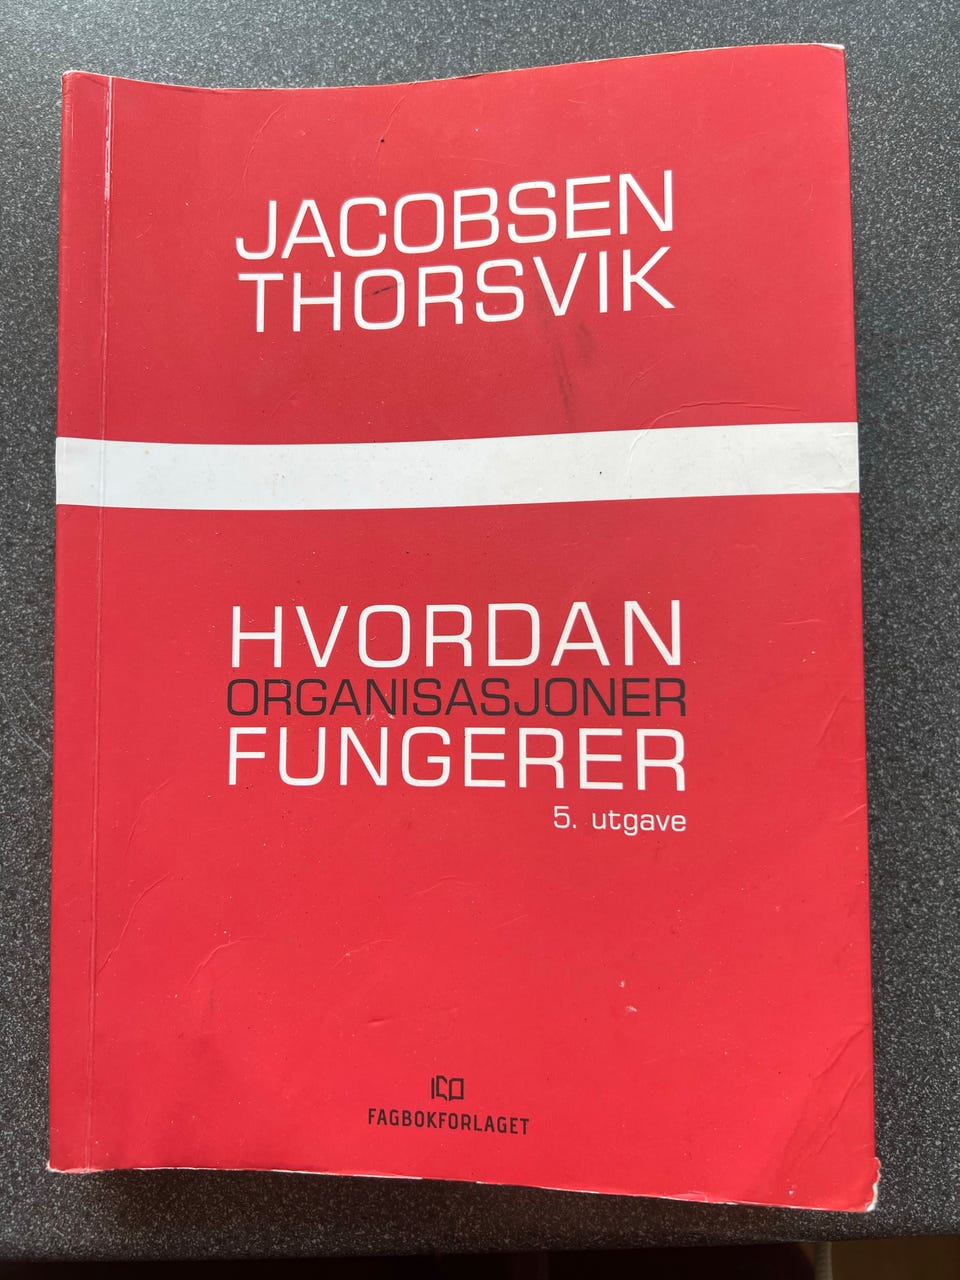 JACOBSEN
THORSVIK
HVORDAN
ORGANISASJONER
FUNGERER
5. utgave
FAGBOKFORLAGET